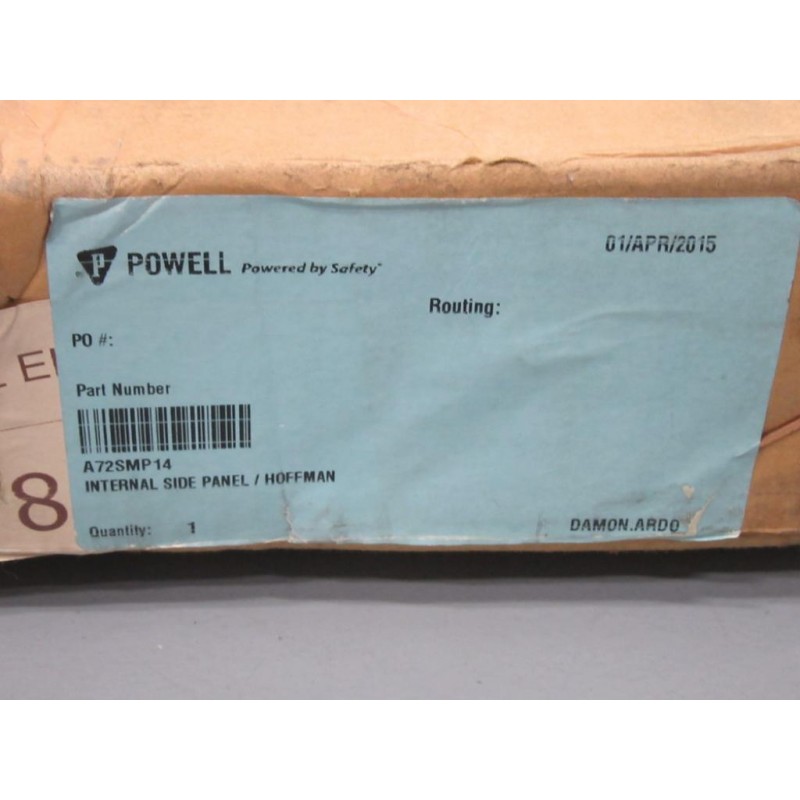 P POWELL Powered by Safety™
01/APR/2015
Routing:
PO #:
Part Number
A72SMP14
INTERNAL SIDE PANEL / HOFFMAN
Quantity: 1
DAMON.ARDO
8